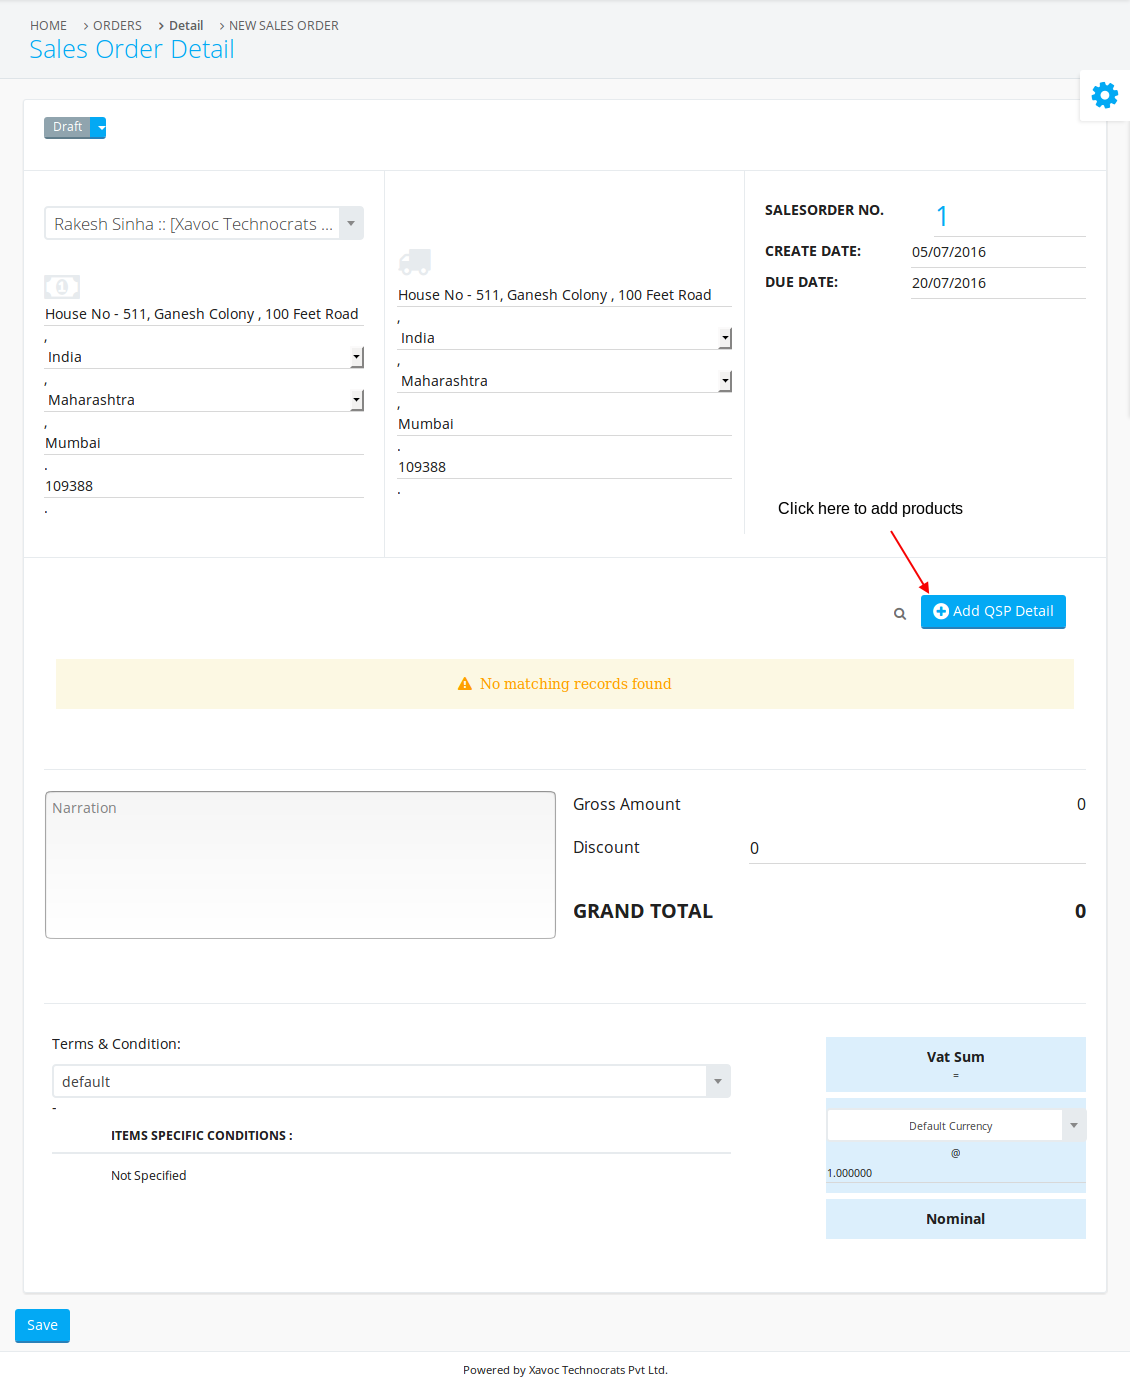 HOME > ORDERS > Detail > NEW SALES ORDER
Sales Order Detail
Draft
Rakesh Sinha :: [Xavoc Technocrats ...
1
House No - 511, Ganesh Colony , 100 Feet Road
,
India
,
Maharashtra
,
Mumbai
.
109388
.
House No - 511, Ganesh Colony , 100 Feet Road
,
India
,
Maharashtra
,
Mumbai
.
109388
.
SALESORDER NO. 1
CREATE DATE: 05/07/2016
DUE DATE: 20/07/2016
Click here to add products
Add QSP Detail
No matching records found
Narration
Gross Amount 0
Discount 0
GRAND TOTAL 0
Terms & Condition:
default
-
ITEMS SPECIFIC CONDITIONS :
Not Specified
Vat Sum
=
Default Currency
@
1.000000
Nominal
Save
Powered by Xavoc Technocrats Pvt Ltd.